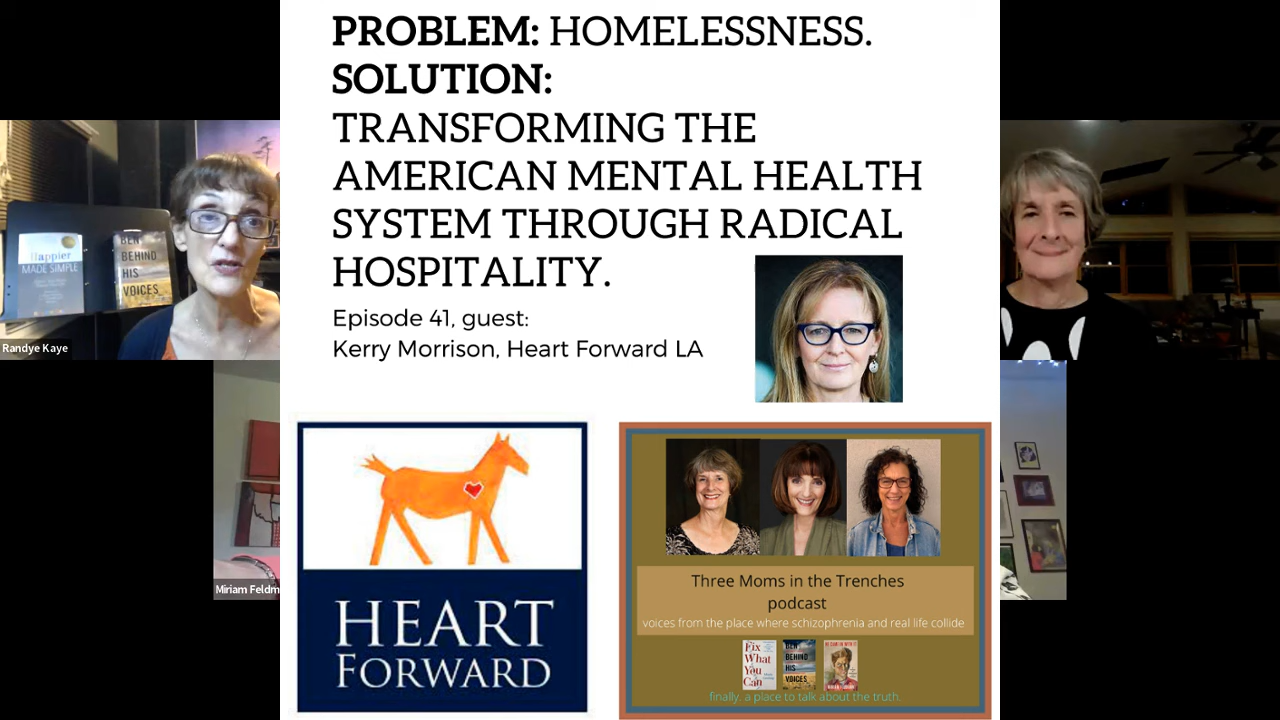 PROBLEM: HOMELESSNESS.
SOLUTION:
TRANSFORMING THE
AMERICAN MENTAL HEALTH
SYSTEM THROUGH RADICAL
HOSPITALITY.
Episode 41, guest:
Kerry Morrison, Heart Forward LA
Happier
MADE SIMPLE
BEN
BEHIND
HIS
VOICES
Randye Kaye
Miriam Feldm
HEART
FORWARD
Three Moms in the Trenches
podcast
voices from the place where schizophrenia and real life collide
Fix
What
You
Can
BEN
BEHIND
HIS
VOICES
finally, a place to talk about the truth.